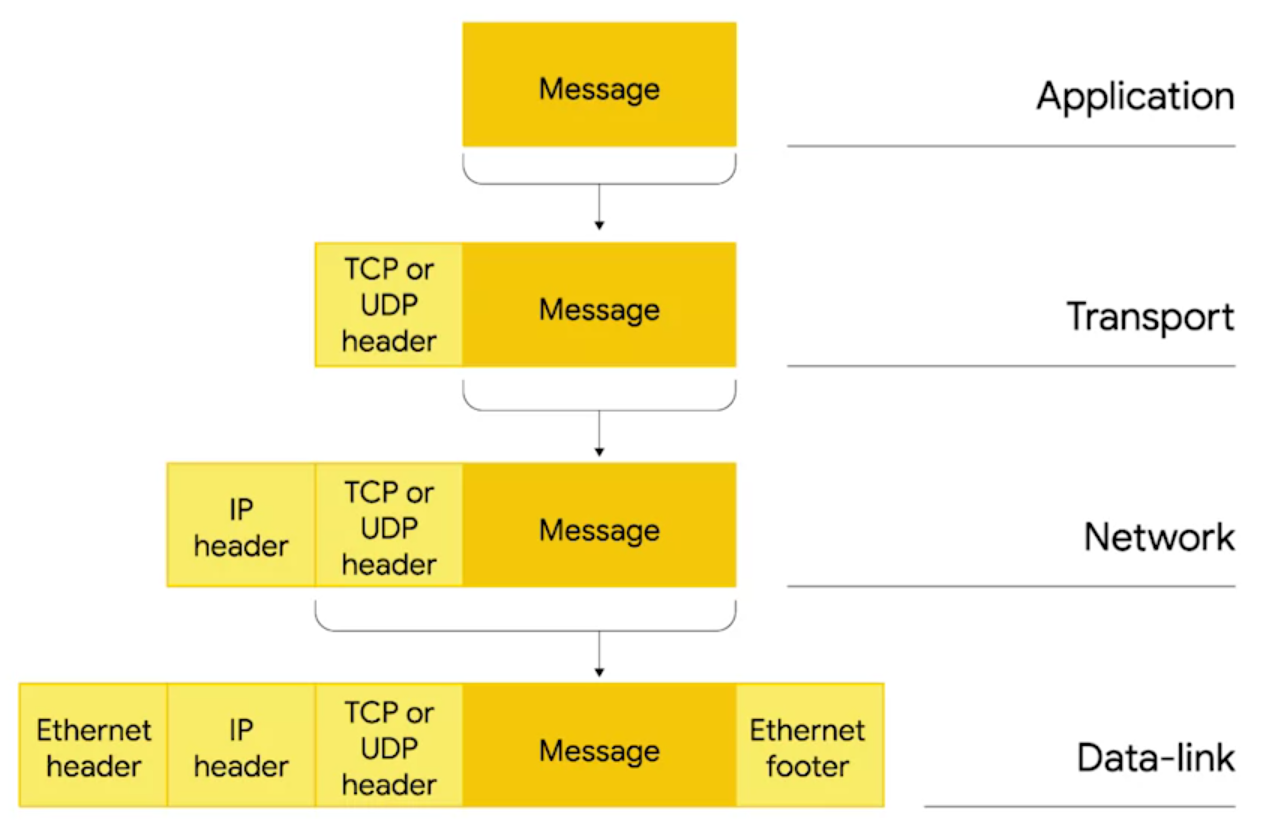 Message
Application
TCP or
UDP
header
Message
Transport
IP
header
TCP or
UDP
header
Message
Network
Ethernet
header
IP
header
TCP or
UDP
header
Message
Ethernet
footer
Data-link